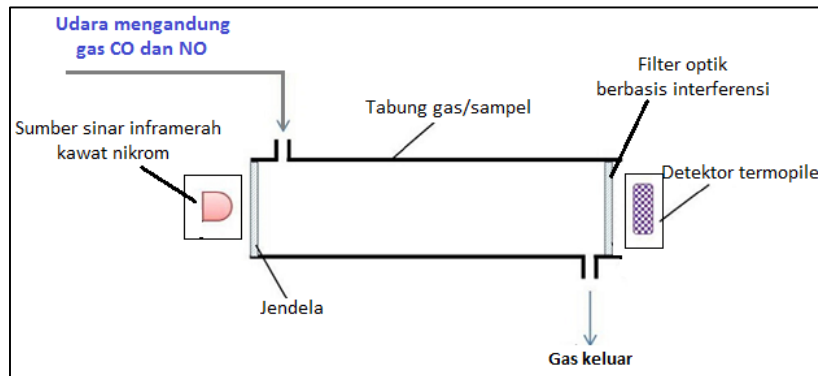 Udara mengandung
gas CO dan NO
Filter optik
berbasis interferensi
Tabung gas/sampel
Sumber sinar inframerah
kawat nikrom
Detektor termopile
Jendela
Gas keluar